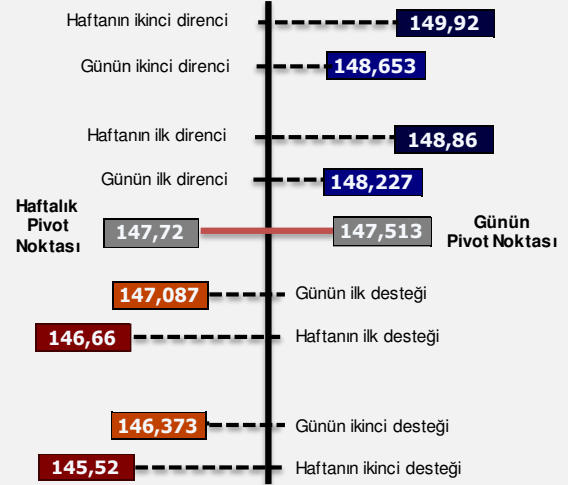 Haftanın ikinci direnci
149,92
Günün ikinci direnci
148,653
Haftanın ilk direnci
148,86
Günün ilk direnci
148,227
Haftalık
Pivot
Noktası
147,72
147,513
Günün
Pivot Noktası
147,087
Günün ilk desteği
146,66
Haftanın ilk desteği
146,373
Günün ikinci desteği
145,52
Haftanın ikinci desteği